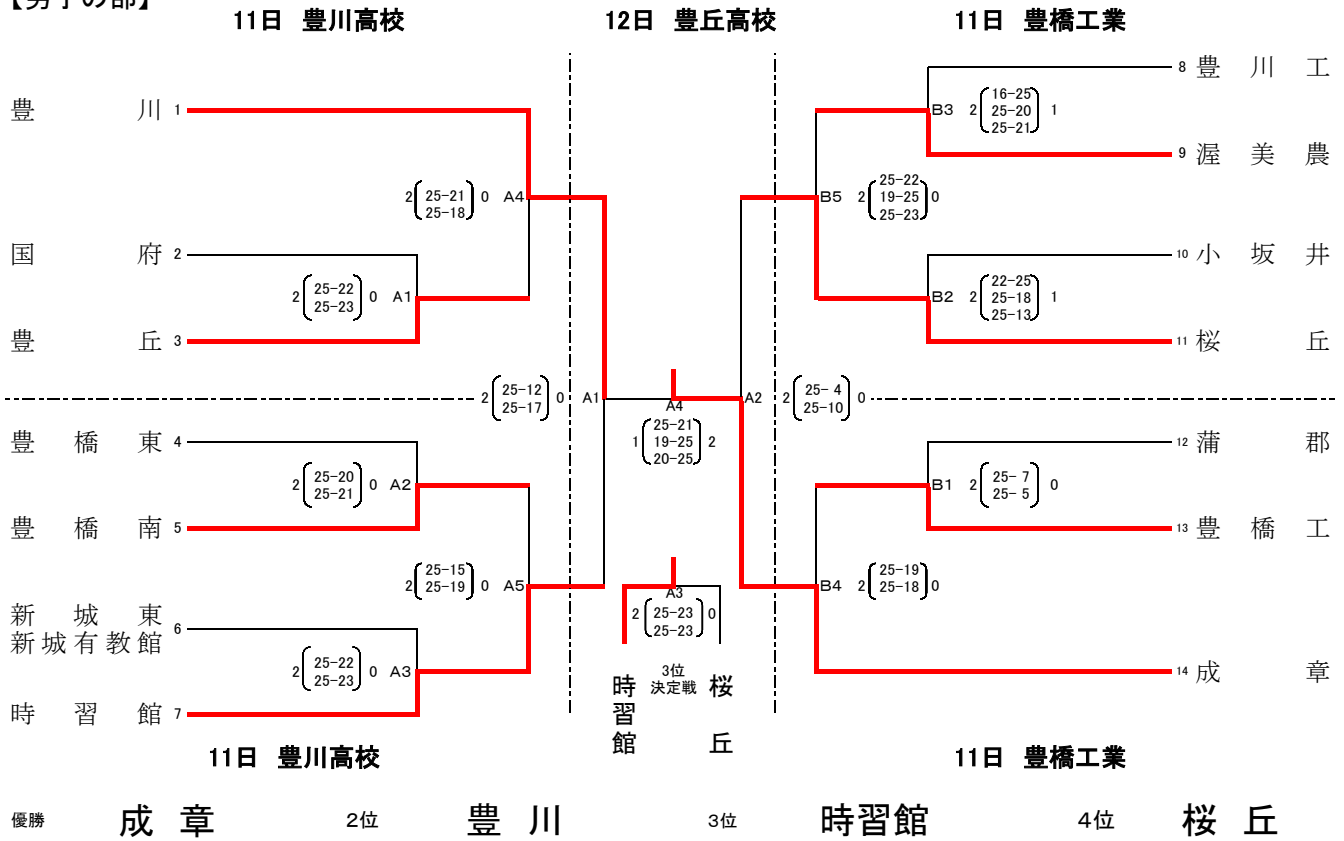 【男子の部】
11日 豊川高校
12日 豊丘高校
11日 豊橋工業
豊川 1
2 25-21 0 A4
25-18
国府 2
2 25-22 0 A1
25-23
豊丘 3
2 25-12 0 A1
25-17
豊橋東 4
2 25-20 0 A2
25-21
豊橋南 5
2 25-15 0 A5
25-19
新城東
新城有教館 6
2 25-22 0 A3
25-23
時習館 7
A4
25-21
1 19-25 2
20-25
A3
2 25-23 0
25-23
3位
決定戦
時習館
桜丘
8 豊川工
B3 2 16-25 1
25-20
25-21
9 渥美農
B5 2 25-22 0
19-25
25-23
10 小坂井
B2 2 22-25 1
25-18
25-13
11 桜丘
A2 2 25- 4 0
25-10
12 蒲郡
B1 2 25- 7 0
25- 5
13 豊橋工
B4 2 25-19 0
25-18
14 成章
11日 豊川高校
11日 豊橋工業
優勝 成章 2位 豊川 3位 時習館 4位 桜丘